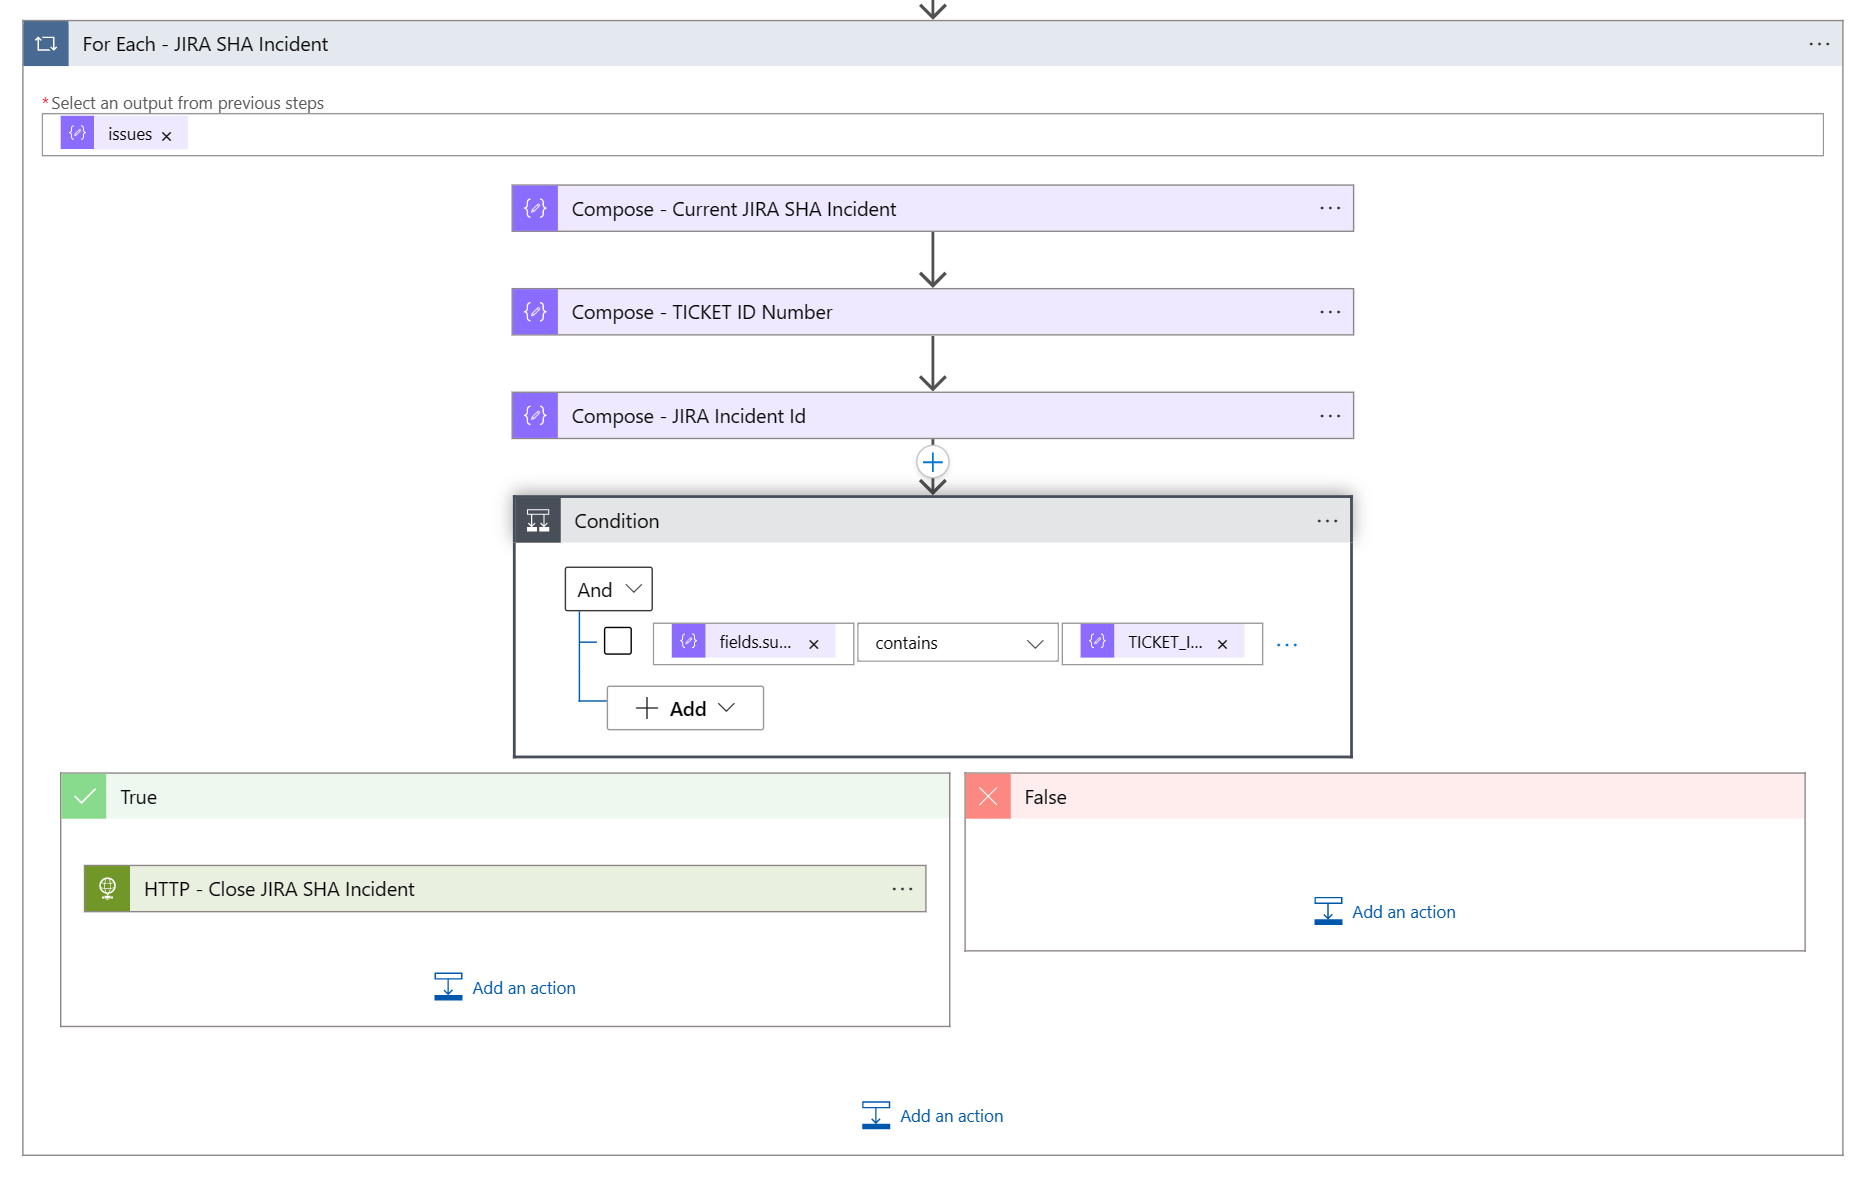 For Each - JIRA SHA Incident
...
*Select an output from previous steps
issues ×
Compose - Current JIRA SHA Incident
...
Compose - TICKET ID Number
...
Compose - JIRA Incident Id
...
Condition
...
And
fields.su... × contains TICKET_I... × ...
Add
True
False
HTTP - Close JIRA SHA Incident
...
Add an action
Add an action
Add an action